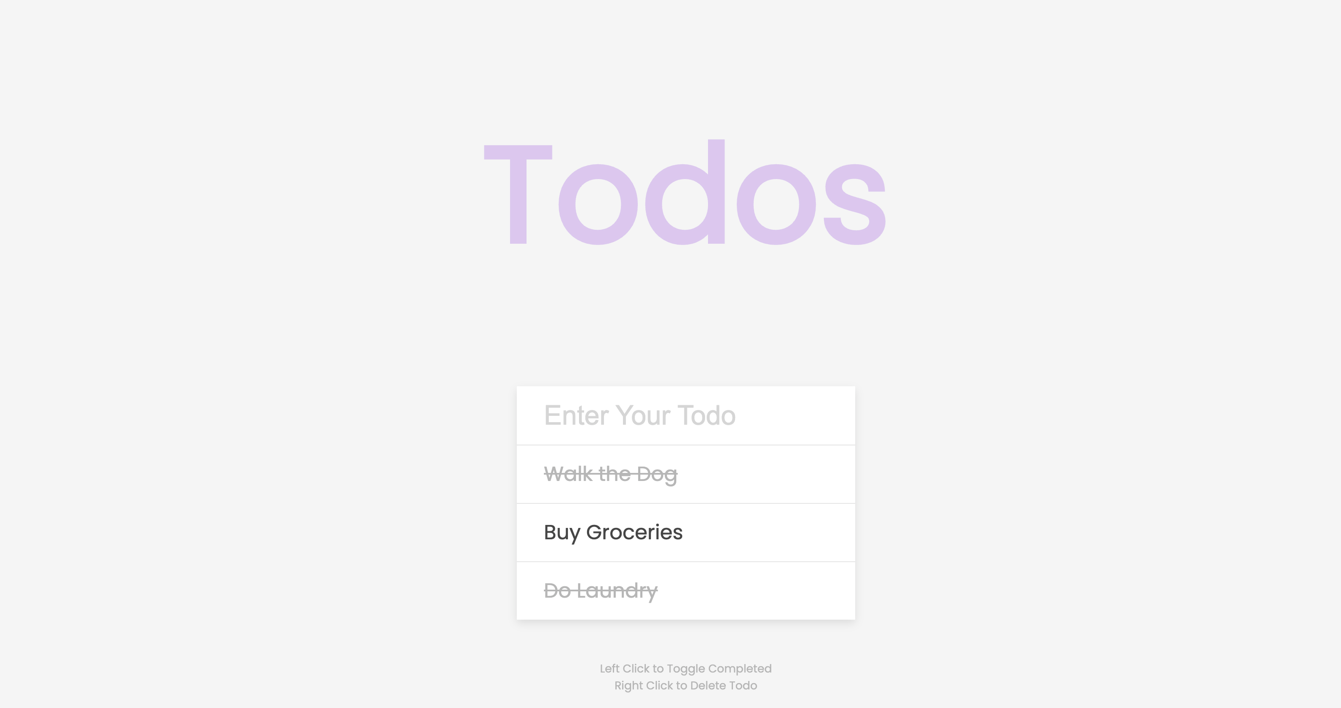 Todos
Enter Your Todo
Walk the Dog
Buy Groceries
Do Laundry
Left Click to Toggle Completed
Right Click to Delete Todo